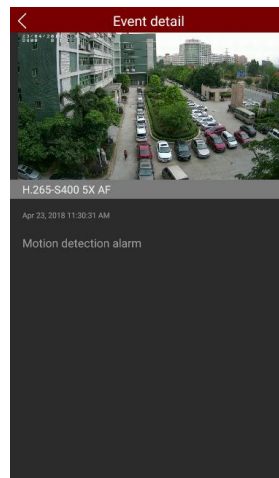 Event detail
H.265-S400 5X AF
Apr 23, 2018 11:30:31 AM
Motion detection alarm